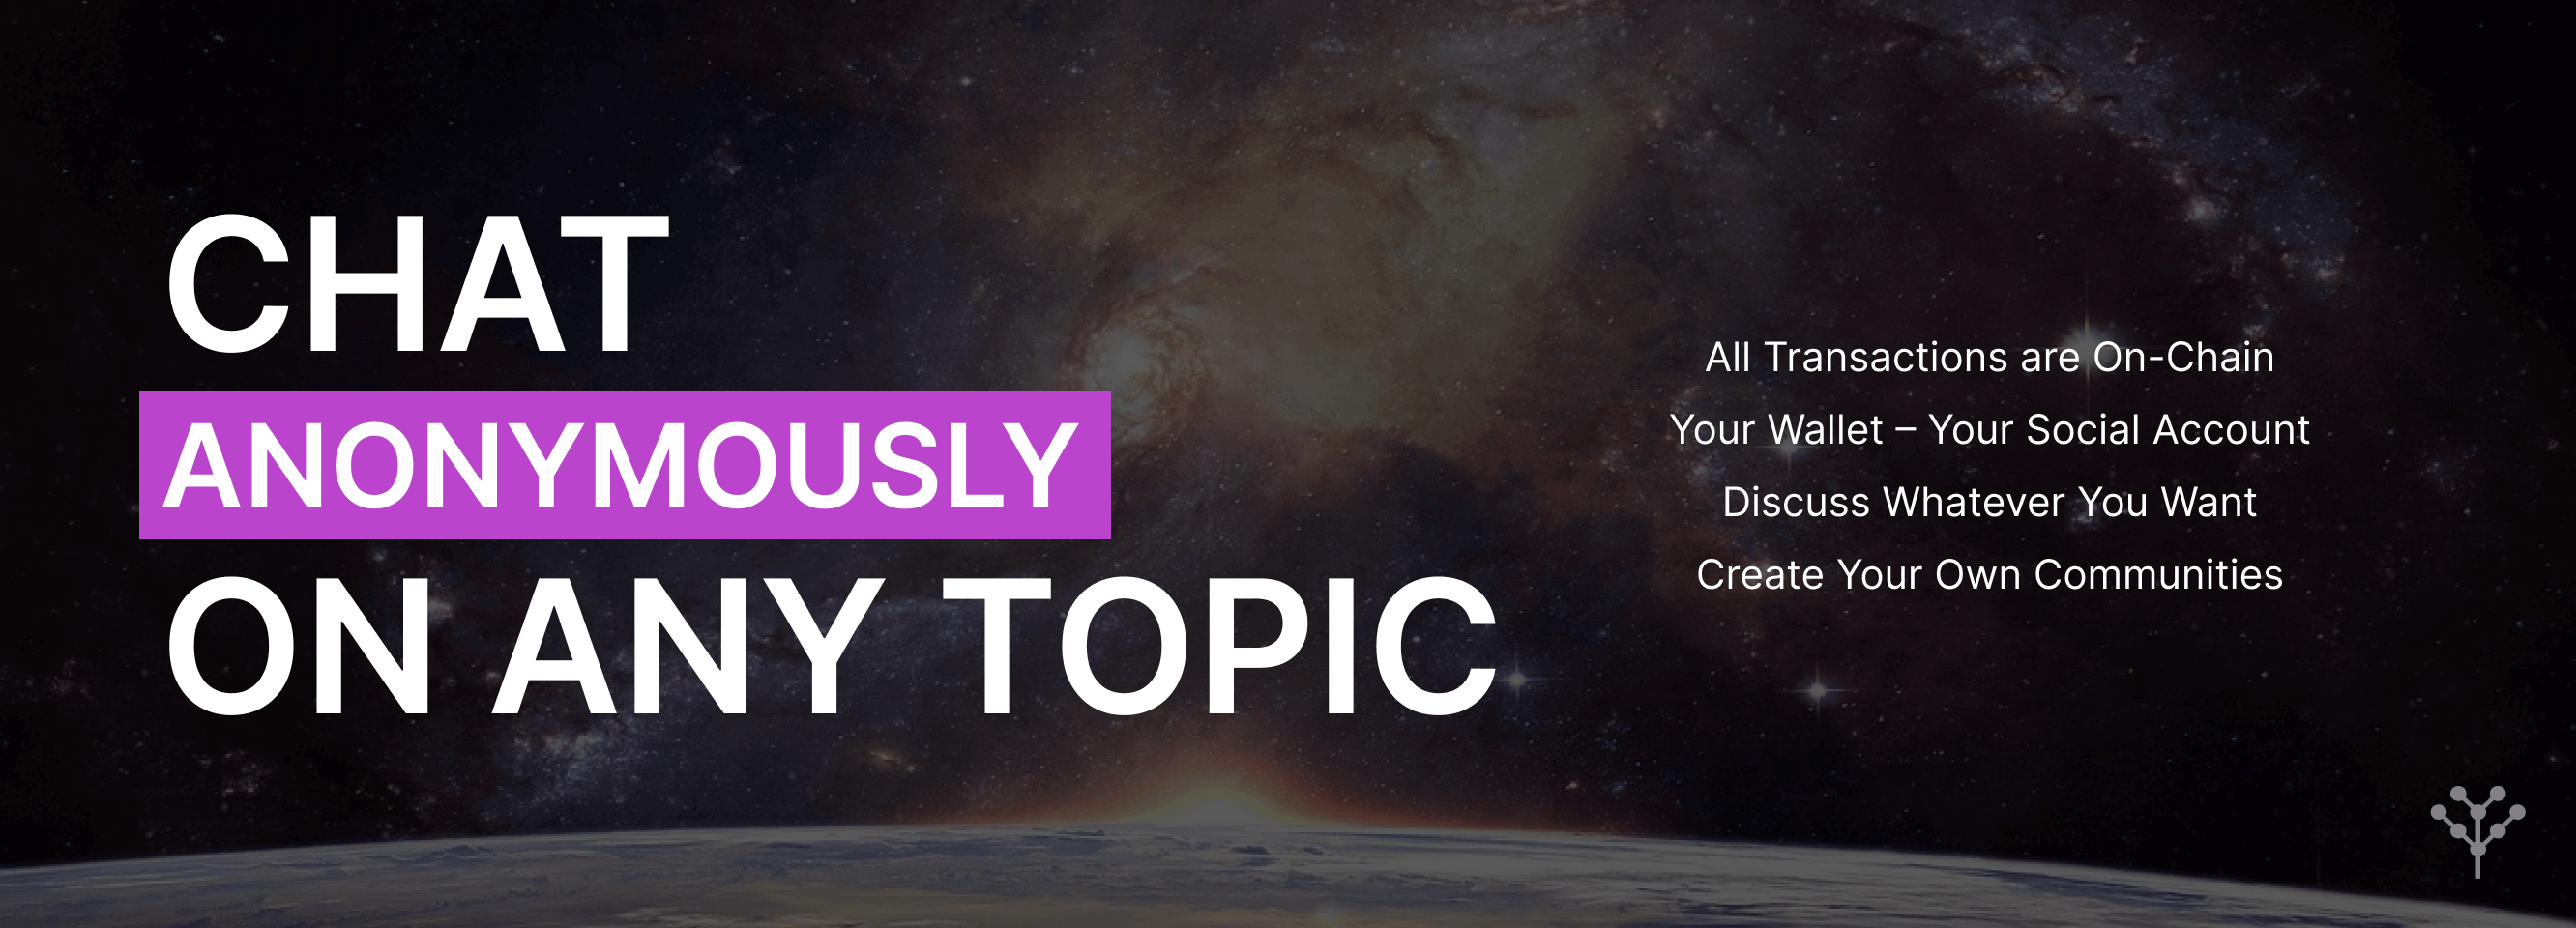 CHAT
ANONYMOUSLY
ON ANY TOPIC
All Transactions are On-Chain
Your Wallet – Your Social Account
Discuss Whatever You Want
Create Your Own Communities